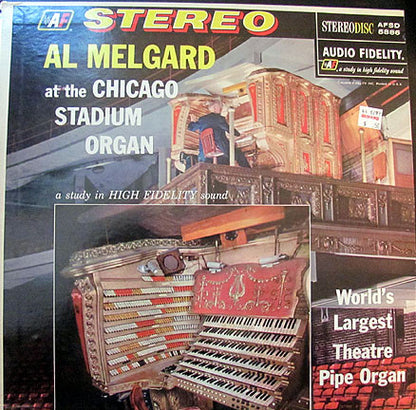 AF STEREO
STEREODISC AFSD 5886
AUDIO FIDELITY®
AF a study in high fidelity sound
AL MELGARD
at the CHICAGO
STADIUM
ORGAN
a study in HIGH FIDELITY sound
World's
Largest
Theatre
Pipe Organ